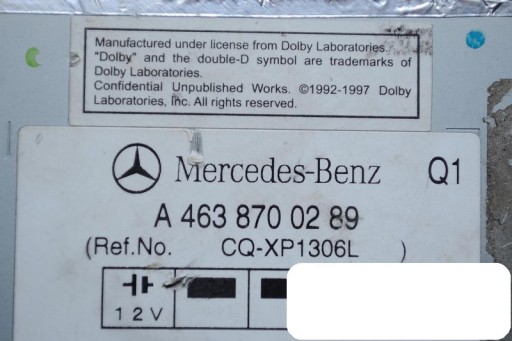 Manufactured under license from Dolby Laboratories.
"Dolby" and the double-D symbol are trademarks of
Dolby Laboratories.
Confidential Unpublished Works. ©1992-1997 Dolby
Laboratories, Inc. All rights reserved.
Mercedes-Benz Q1
A 463 870 02 89
(Ref.No. CQ-XP1306L )
12V